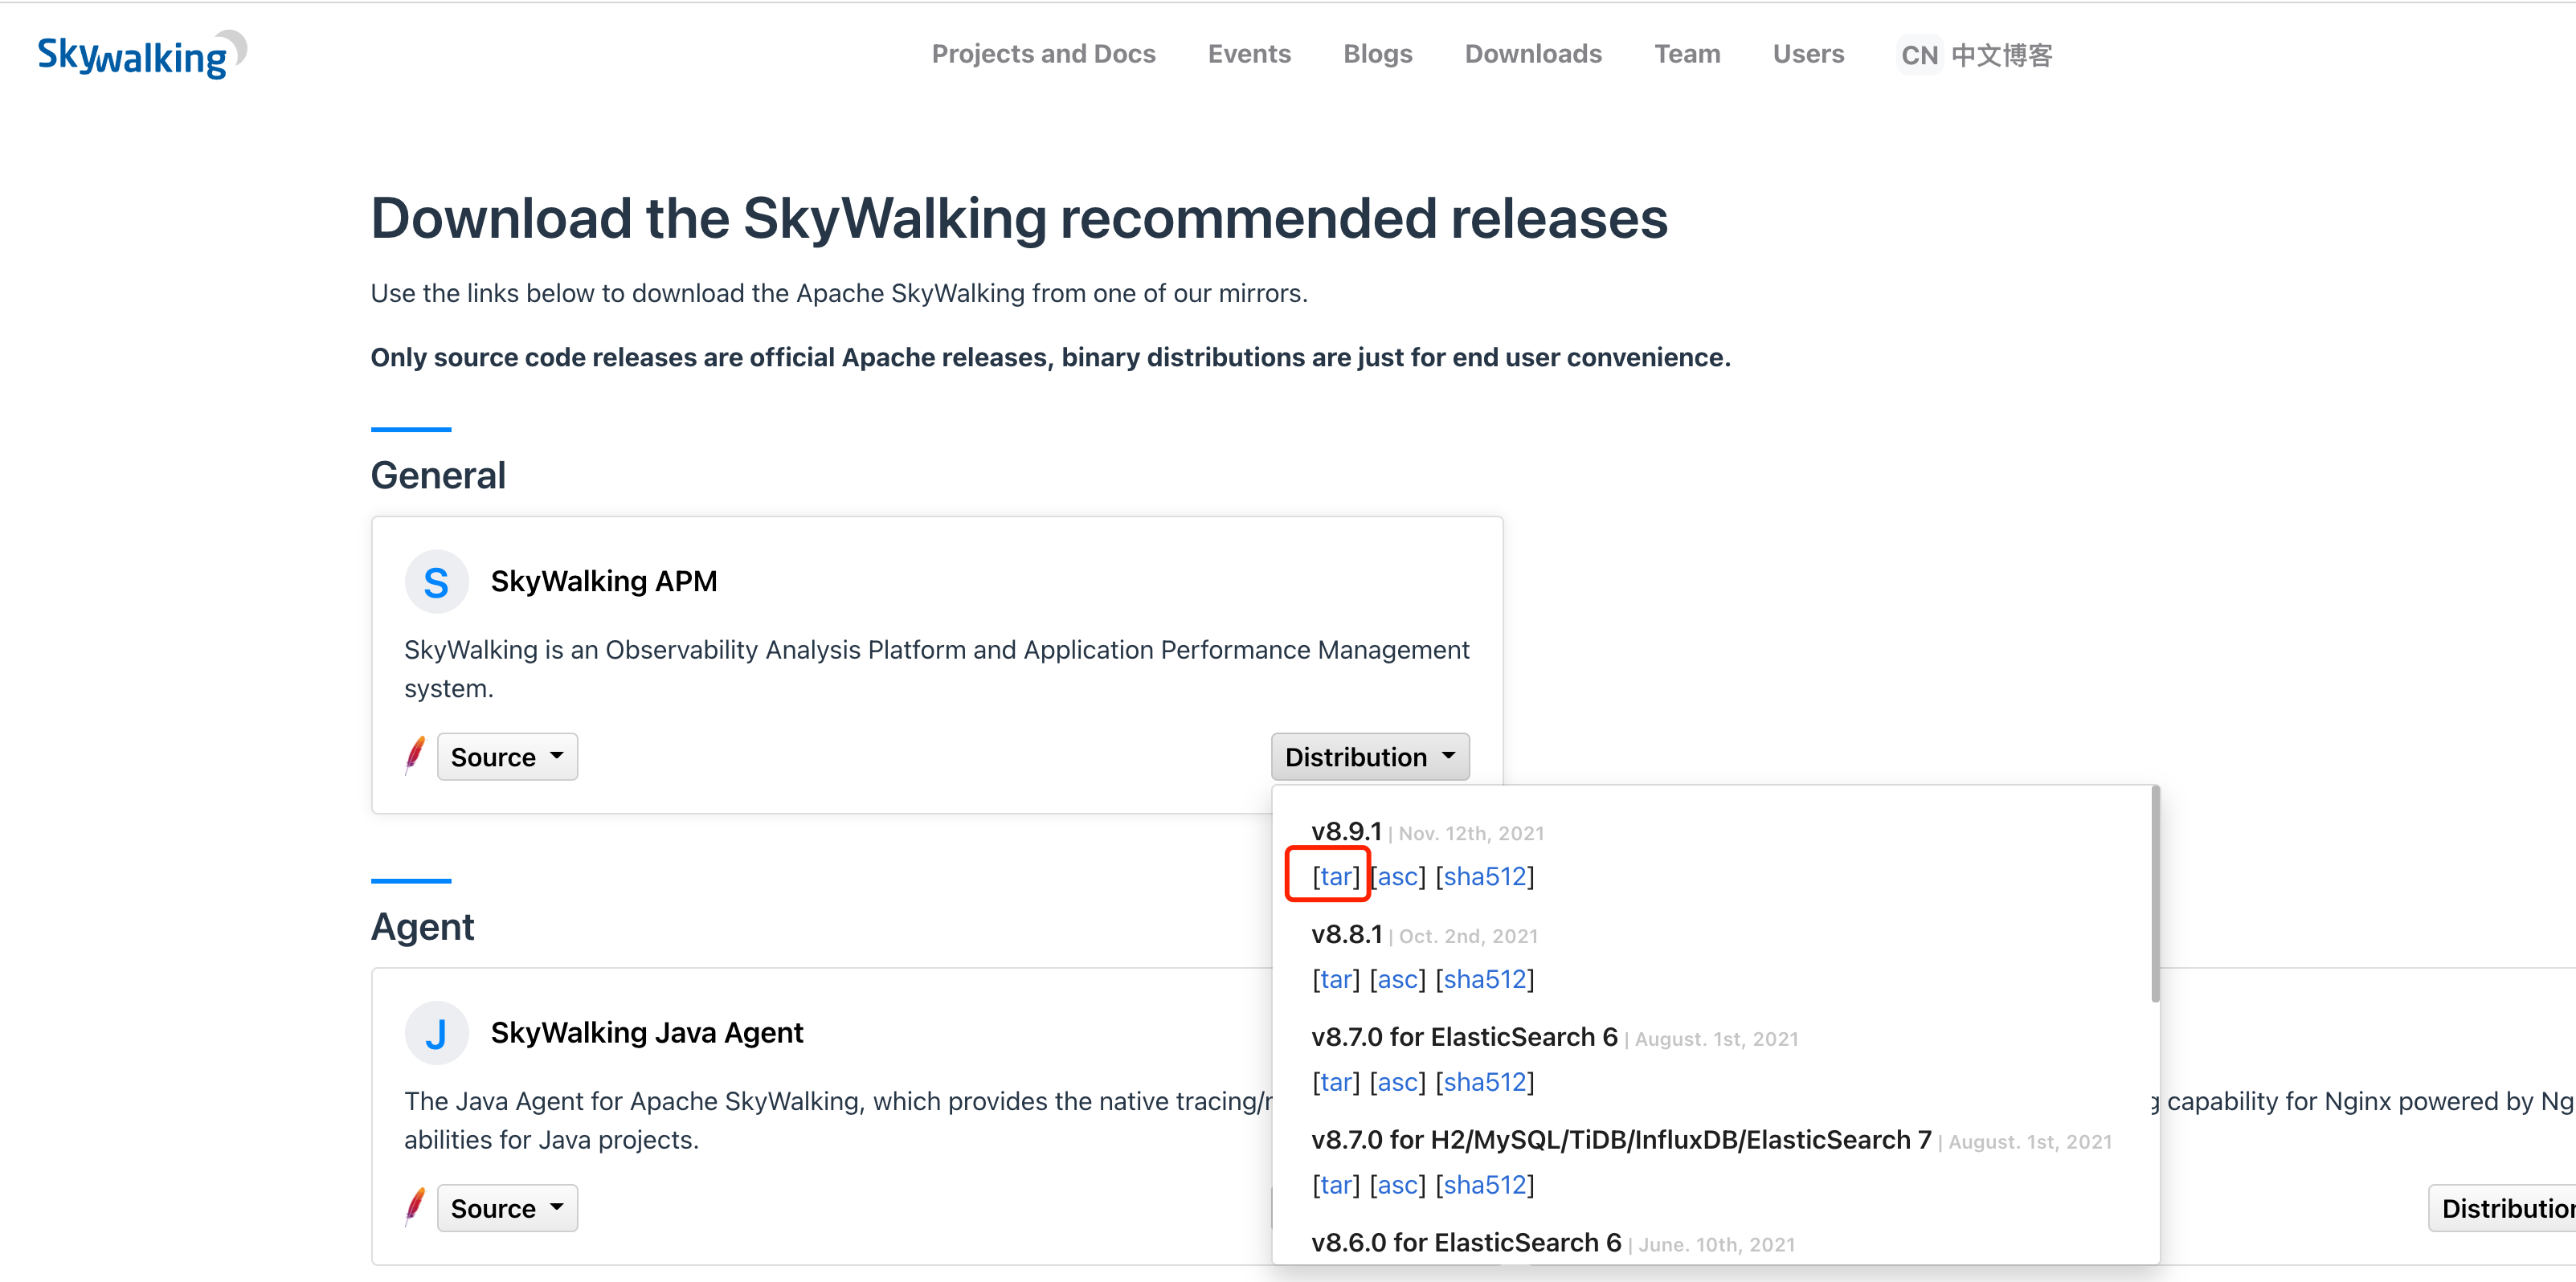 Skywalking
Projects and Docs Events Blogs Downloads Team Users CN 中文博客
Download the SkyWalking recommended releases
Use the links below to download the Apache SkyWalking from one of our mirrors.
Only source code releases are official Apache releases, binary distributions are just for end user convenience.
General
S SkyWalking APM
SkyWalking is an Observability Analysis Platform and Application Performance Management
system.
Source Distribution
v8.9.1 | Nov. 12th, 2021
[tar] [asc] [sha512]
v8.8.1 | Oct. 2nd, 2021
[tar] [asc] [sha512]
v8.7.0 for ElasticSearch 6 | August. 1st, 2021
[tar] [asc] [sha512]
v8.7.0 for H2/MySQL/TiDB/InfluxDB/ElasticSearch 7 | August. 1st, 2021
[tar] [asc] [sha512]
v8.6.0 for ElasticSearch 6 | June. 10th, 2021
Agent
J SkyWalking Java Agent
The Java Agent for Apache SkyWalking, which provides the native tracing/
abilities for Java projects.
Source
capability for Nginx powered by